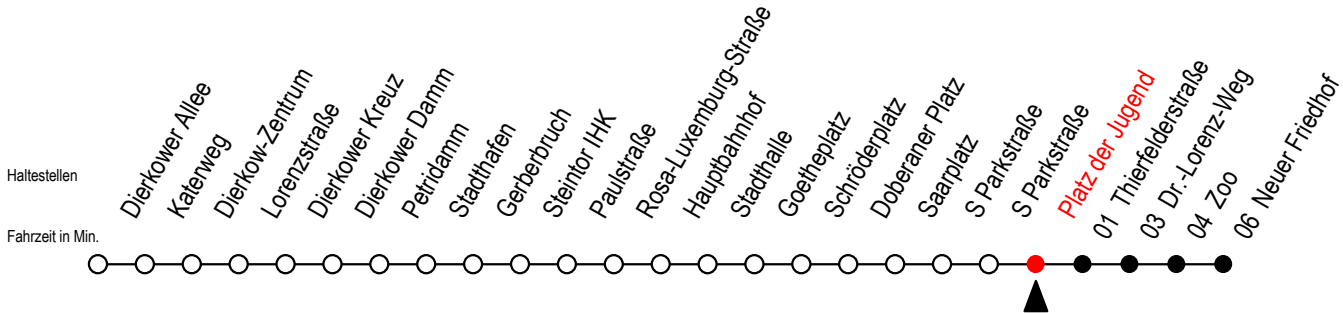 Haltestellen
Fahrzeit in Min.
Dierkower Allee
Katerweg
Dierkow-Zentrum
Lorenzstraße
Dierkower Kreuz
Dierkower Damm
Petridamm
Stadthafen
Gerberbruch
Steintor IHK
Paulstraße
Rosa-Luxemburg-Straße
Hauptbahnhof
Stadthalle
Goetheplatz
Schröderplatz
Doberaner Platz
Saarplatz
S Parkstraße
S Parkstraße
Platz der Jugend
01 Thierfelderstraße
03 Dr.-Lorenz-Weg
04 Zoo
06 Neuer Friedhof